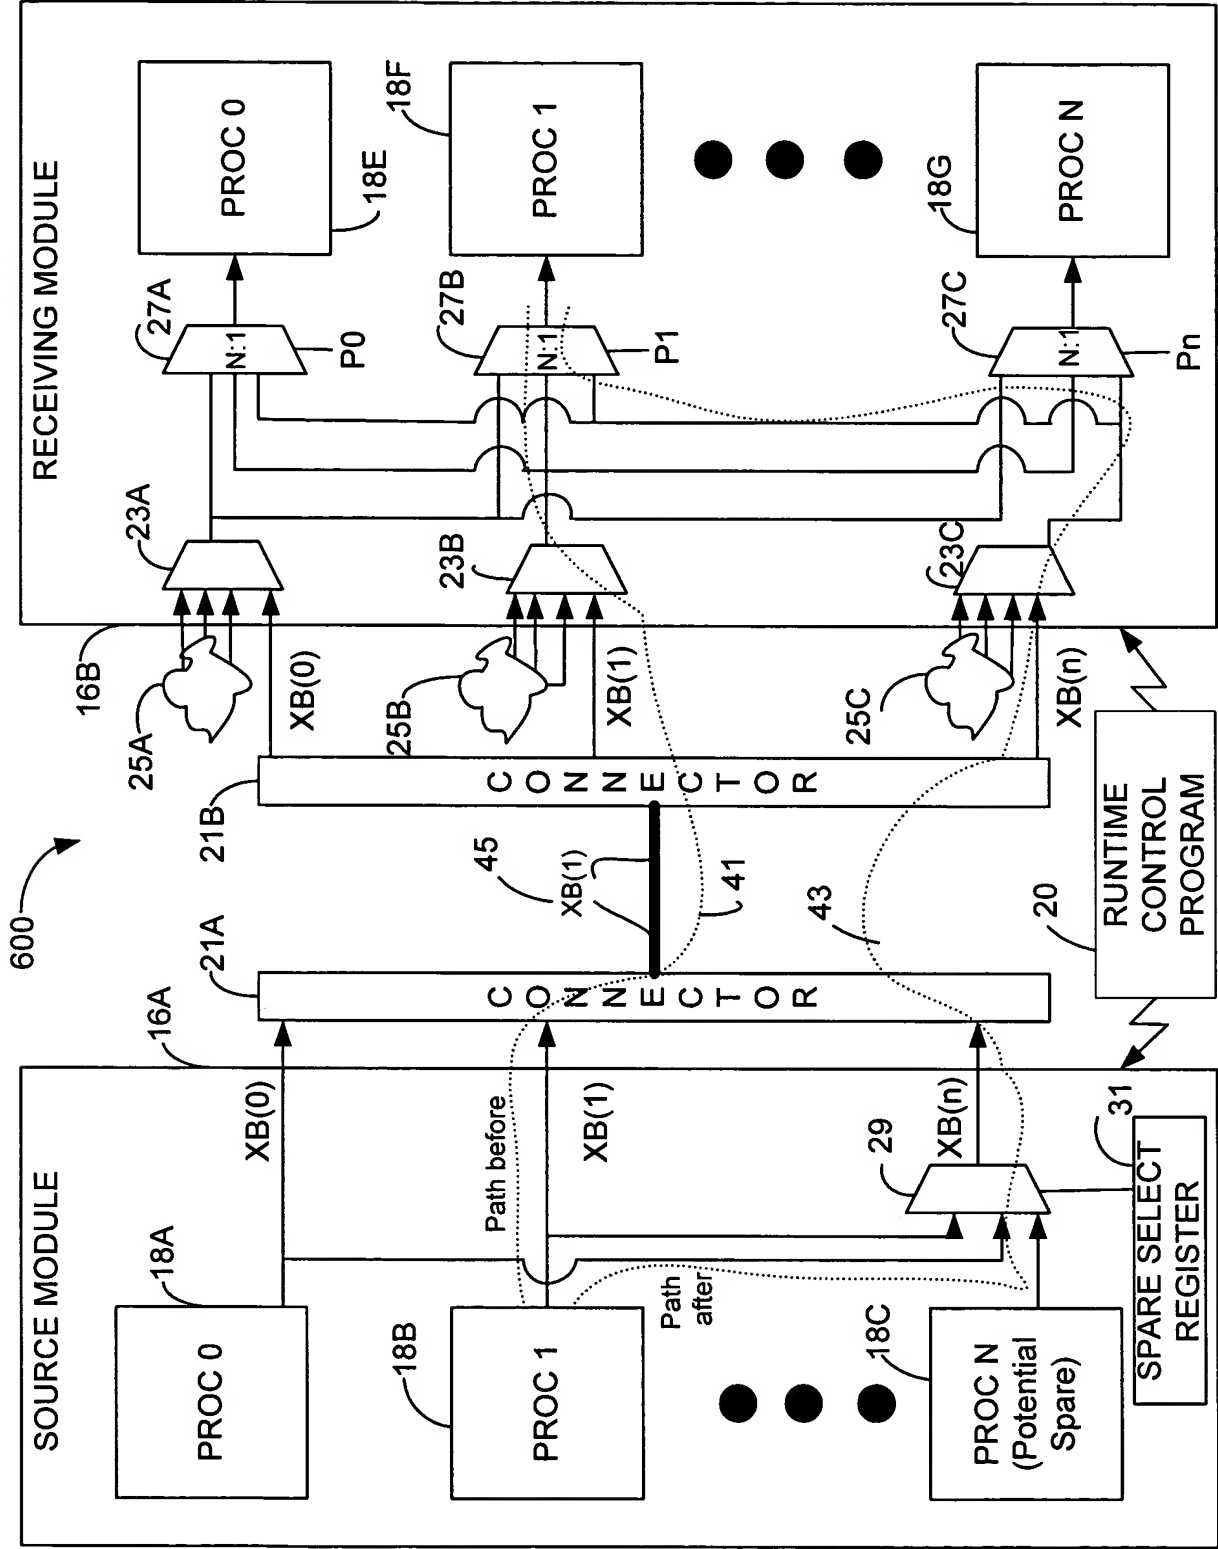 600
SOURCE MODULE
16A
PROC 0
18A
XB(0)
21A
CONNECTOR
PROC 1
18B
Path before
XB(1)
Path
after
PROC N
(Potential
Spare)
18C
29
XB(n)
31
SPARE SELECT
REGISTER
45
XB(1)
41
43
20
RUNTIME
CONTROL
PROGRAM
21B
CONNECTOR
RECEIVING MODULE
16B
25A
XB(0)
23A
27A
N:1
P0
PROC 0
18E
25B
XB(1)
23B
27B
N:1
P1
PROC 1
18F
25C
XB(n)
23C
27C
N:1
Pn
PROC N
18G